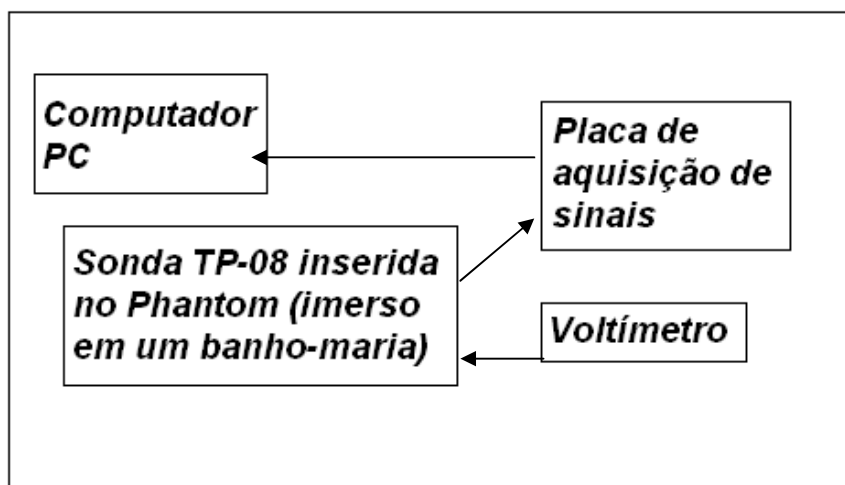 Computador
PC
Placa de
aquisição de
sinais
Sonda TP-08 inserida
no Phantom (imerso
em um banho-maria)
Voltímetro